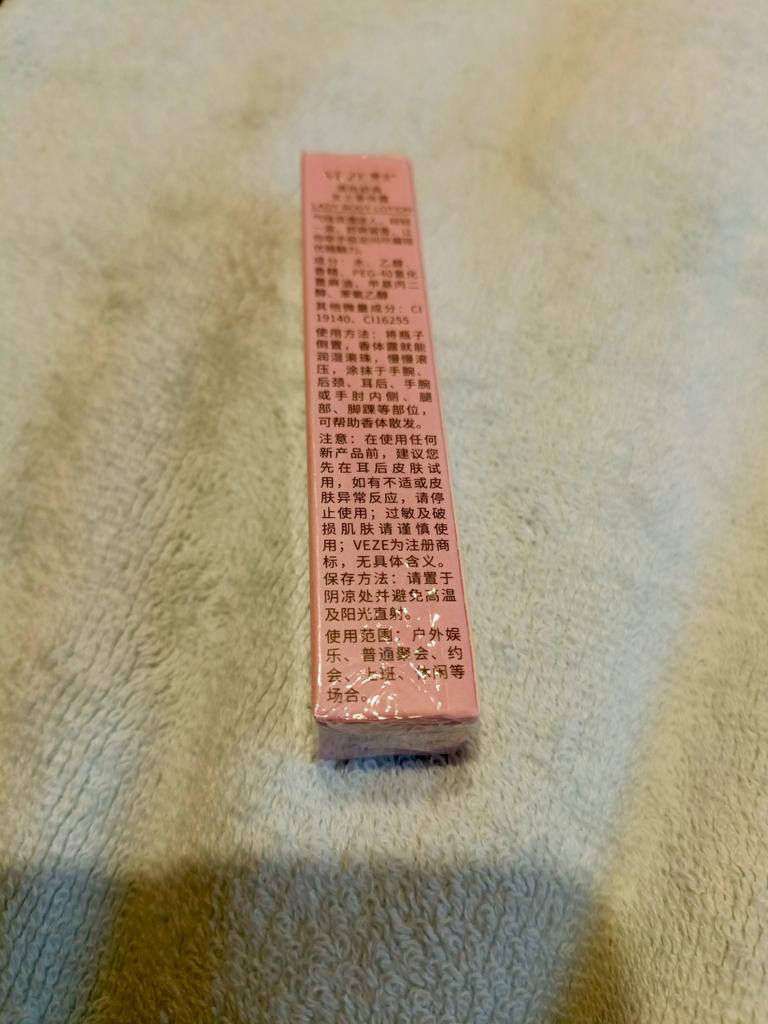 VEZE
LADY BODY LOTION
成分：水、乙醇、
香精、PEG-40氢化
蓖麻油、甲基丙二
醇、苯氧乙醇
其他微量成分：CI
19140、CI16255
使用方法：将瓶子
倒置，香体露就能
润湿滚珠，慢慢滚
压，涂抹于手腕、
后颈、耳后、手腕
或手肘内侧、腿
部、脚踝等部位，
可帮助香体散发。
注意：在使用任何
新产品前，建议您
先在耳后皮肤试
用，如有不适或皮
肤异常反应，请停
止使用；过敏及破
损肌肤请谨慎使
用；VEZE为注册商
标，无具体含义。
保存方法：请置于
阴凉处并避免高温
及阳光直射。
使用范围：户外娱
乐、普通聚会、约
会、上班、休闲等
场合。